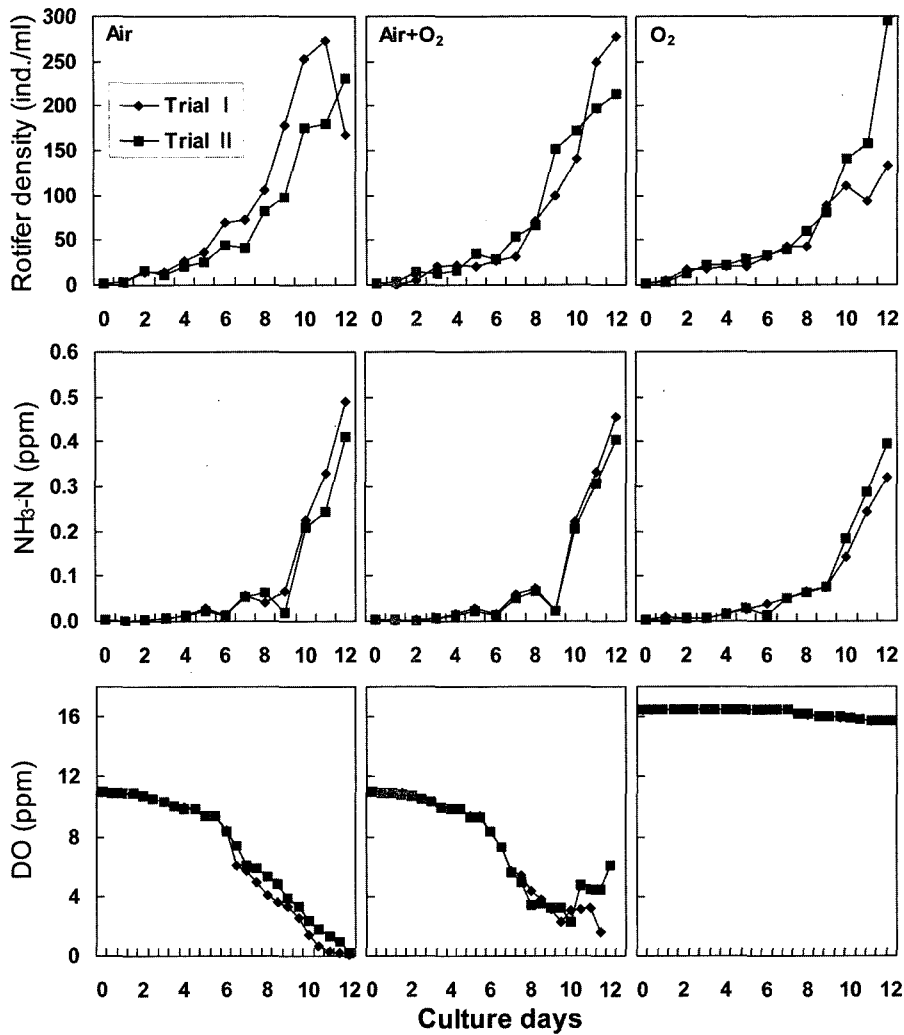 Air
Air+O₂
O₂
Trial I
Trial II
Rotifer density (ind./ml)
300
250
200
150
100
50
0
0 2 4 6 8 10 12
0 2 4 6 8 10 12
0 2 4 6 8 10 12
NH₃-N (ppm)
0.6
0.5
0.4
0.3
0.2
0.1
0.0
0 2 4 6 8 10 12
0 2 4 6 8 10 12
0 2 4 6 8 10 12
DO (ppm)
16
12
8
4
0
0 2 4 6 8 10 12
0 2 4 6 8 10 12
0 2 4 6 8 10 12
Culture days